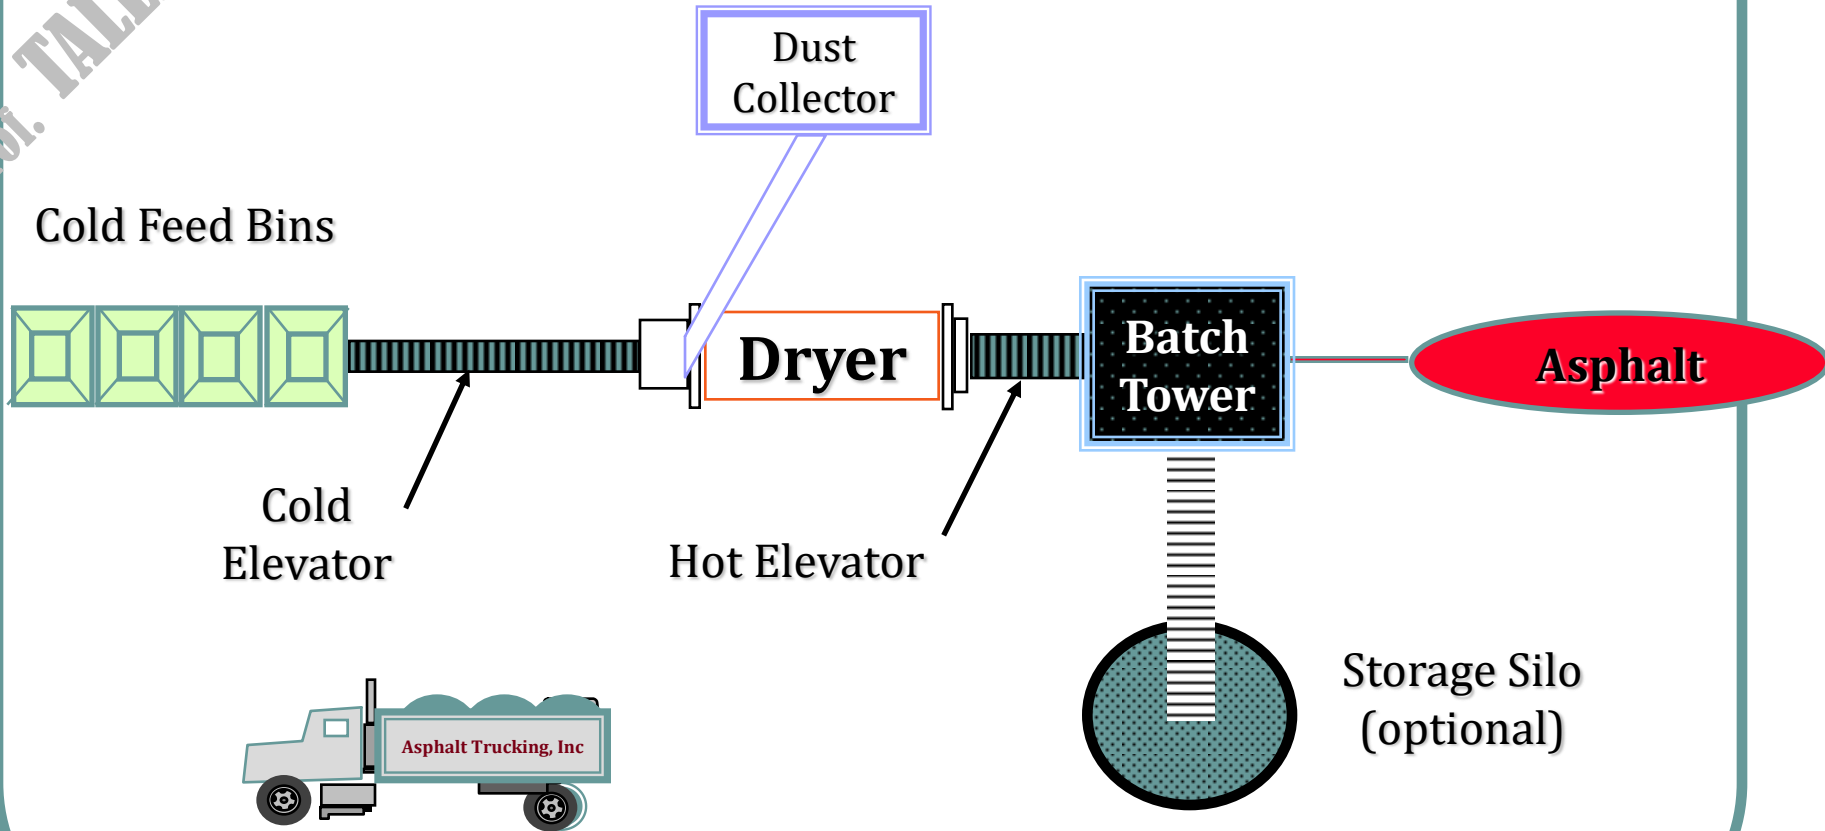 Dust
Collector
Cold Feed Bins
Dryer
Batch
Tower
Asphalt
Cold
Elevator
Hot Elevator
Storage Silo
(optional)
Asphalt Trucking, Inc